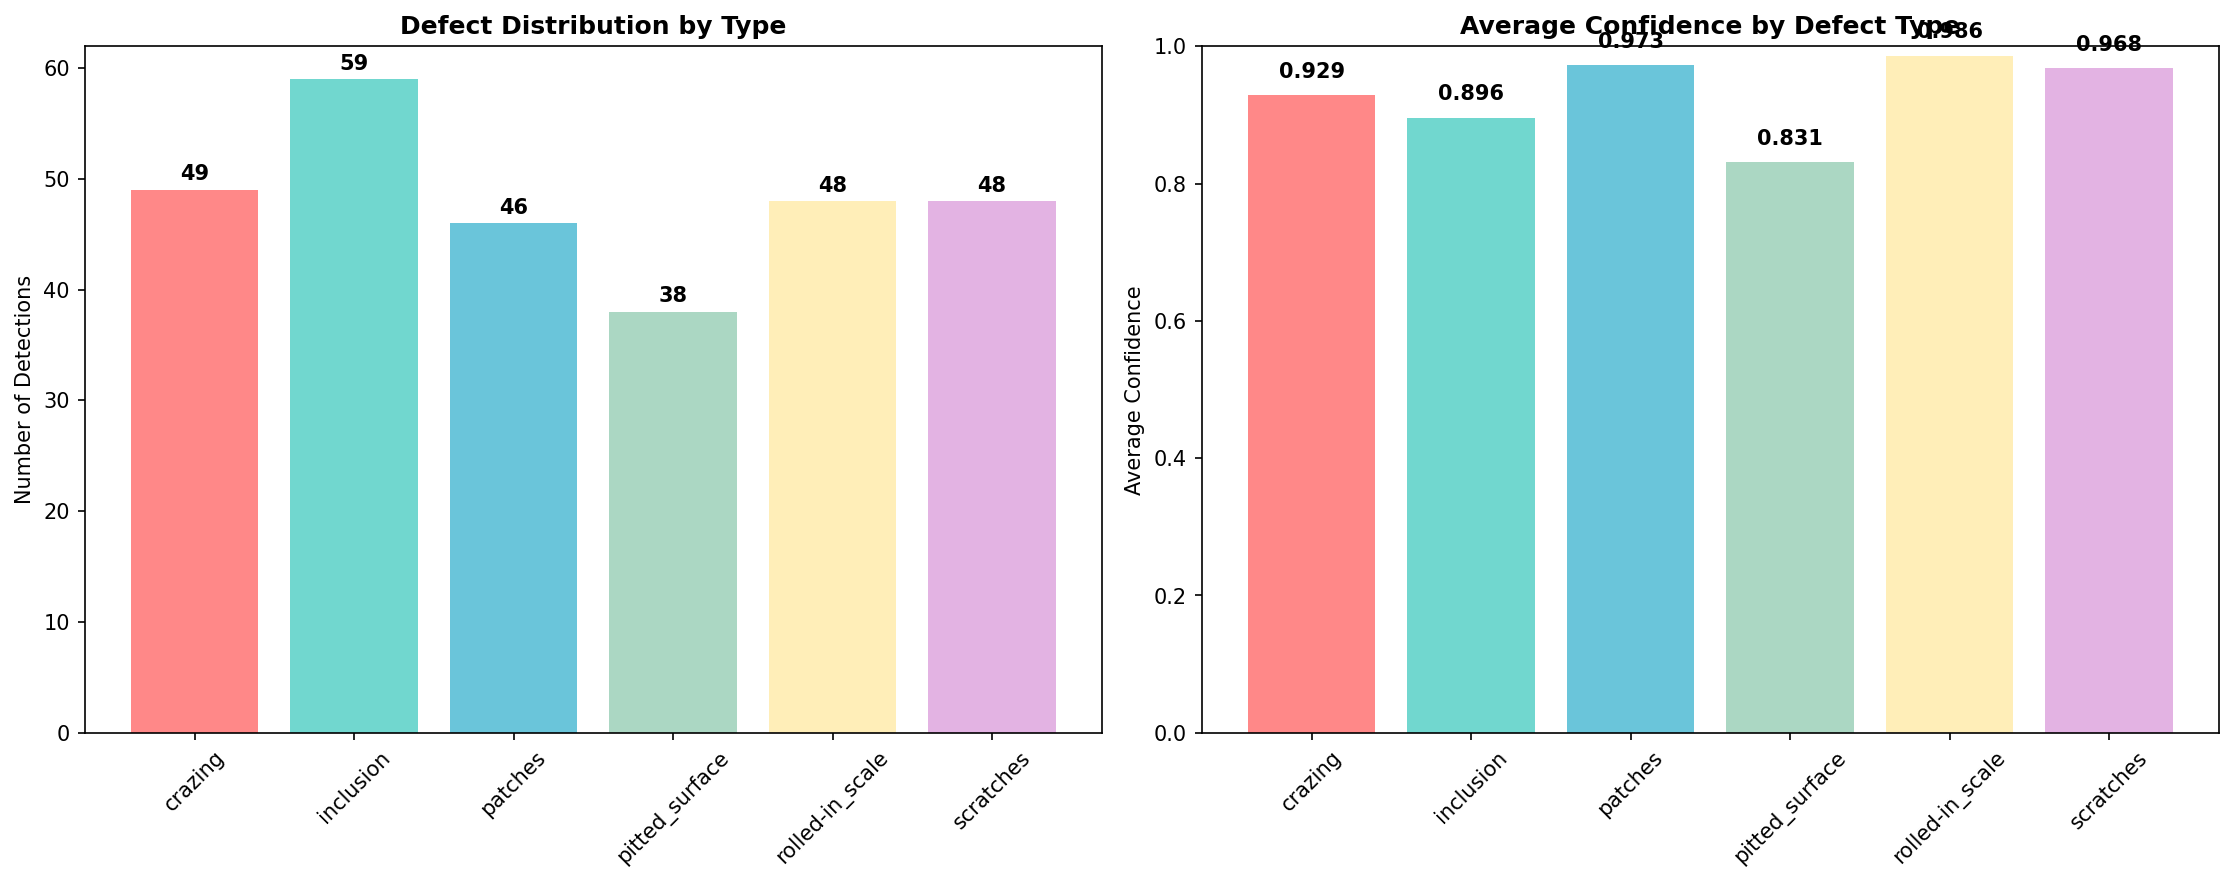 Defect Distribution by Type
Number of Detections
60
50
40
30
20
10
0
49
59
46
38
48
48
crazing
inclusion
patches
pitted_surface
rolled-in_scale
scratches
Average Confidence by Defect Type
Average Confidence
1.0
0.8
0.6
0.4
0.2
0.0
0.929
0.896
0.973
0.831
0.986
0.968
crazing
inclusion
patches
pitted_surface
rolled-in_scale
scratches